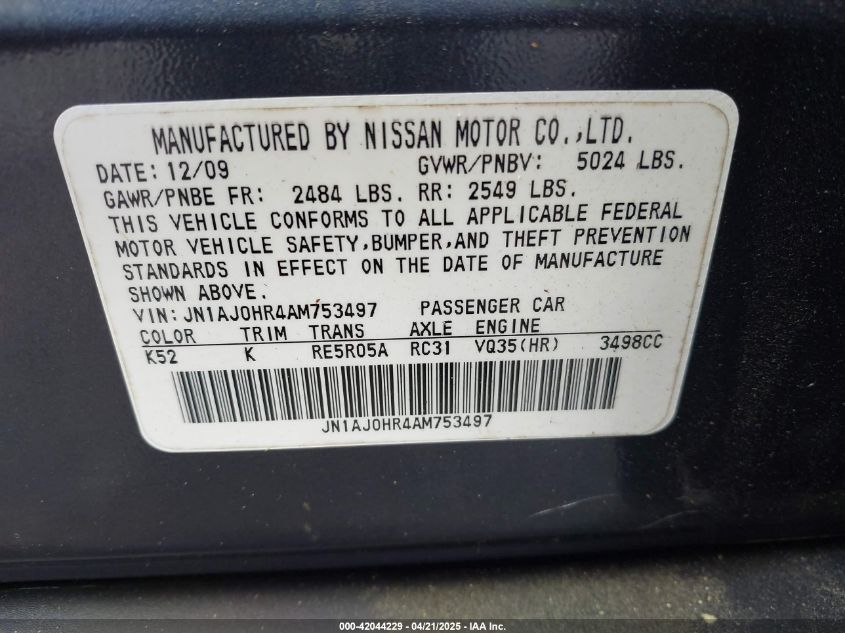 MANUFACTURED BY NISSAN MOTOR CO.,LTD.
DATE: 12/09 GVWR/PNBV: 5024 LBS.
GAWR/PNBE FR: 2484 LBS. RR: 2549 LBS.
THIS VEHICLE CONFORMS TO ALL APPLICABLE FEDERAL
MOTOR VEHICLE SAFETY,BUMPER,AND THEFT PREVENTION
STANDARDS IN EFFECT ON THE DATE OF MANUFACTURE
SHOWN ABOVE.
VIN: JN1AJ0HR4AM753497 PASSENGER CAR
COLOR TRIM TRANS AXLE ENGINE
K52 K RE5R05A RC31 VQ35(HR) 3498CC
JN1AJ0HR4AM753497
000-42044229 - 04/21/2025 - IAA Inc.